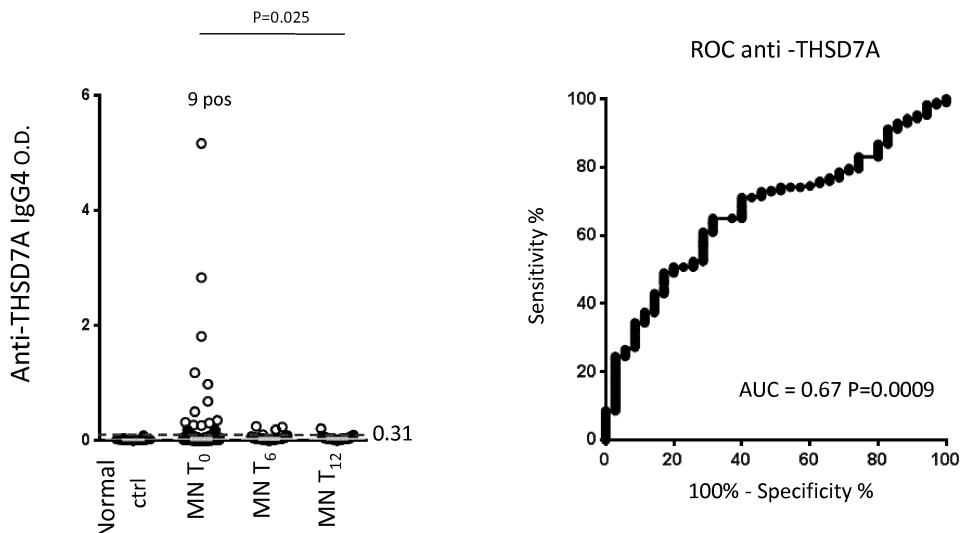 P=0.025
9 pos
6
4
2
0
Anti-THSD7A IgG4 O.D.
0.31
Normal
ctrl
MN T0
MN T6
MN T12
ROC anti -THSD7A
100
80
60
40
20
0
Sensitivity %
AUC = 0.67 P=0.0009
0 20 40 60 80 100
100% - Specificity %